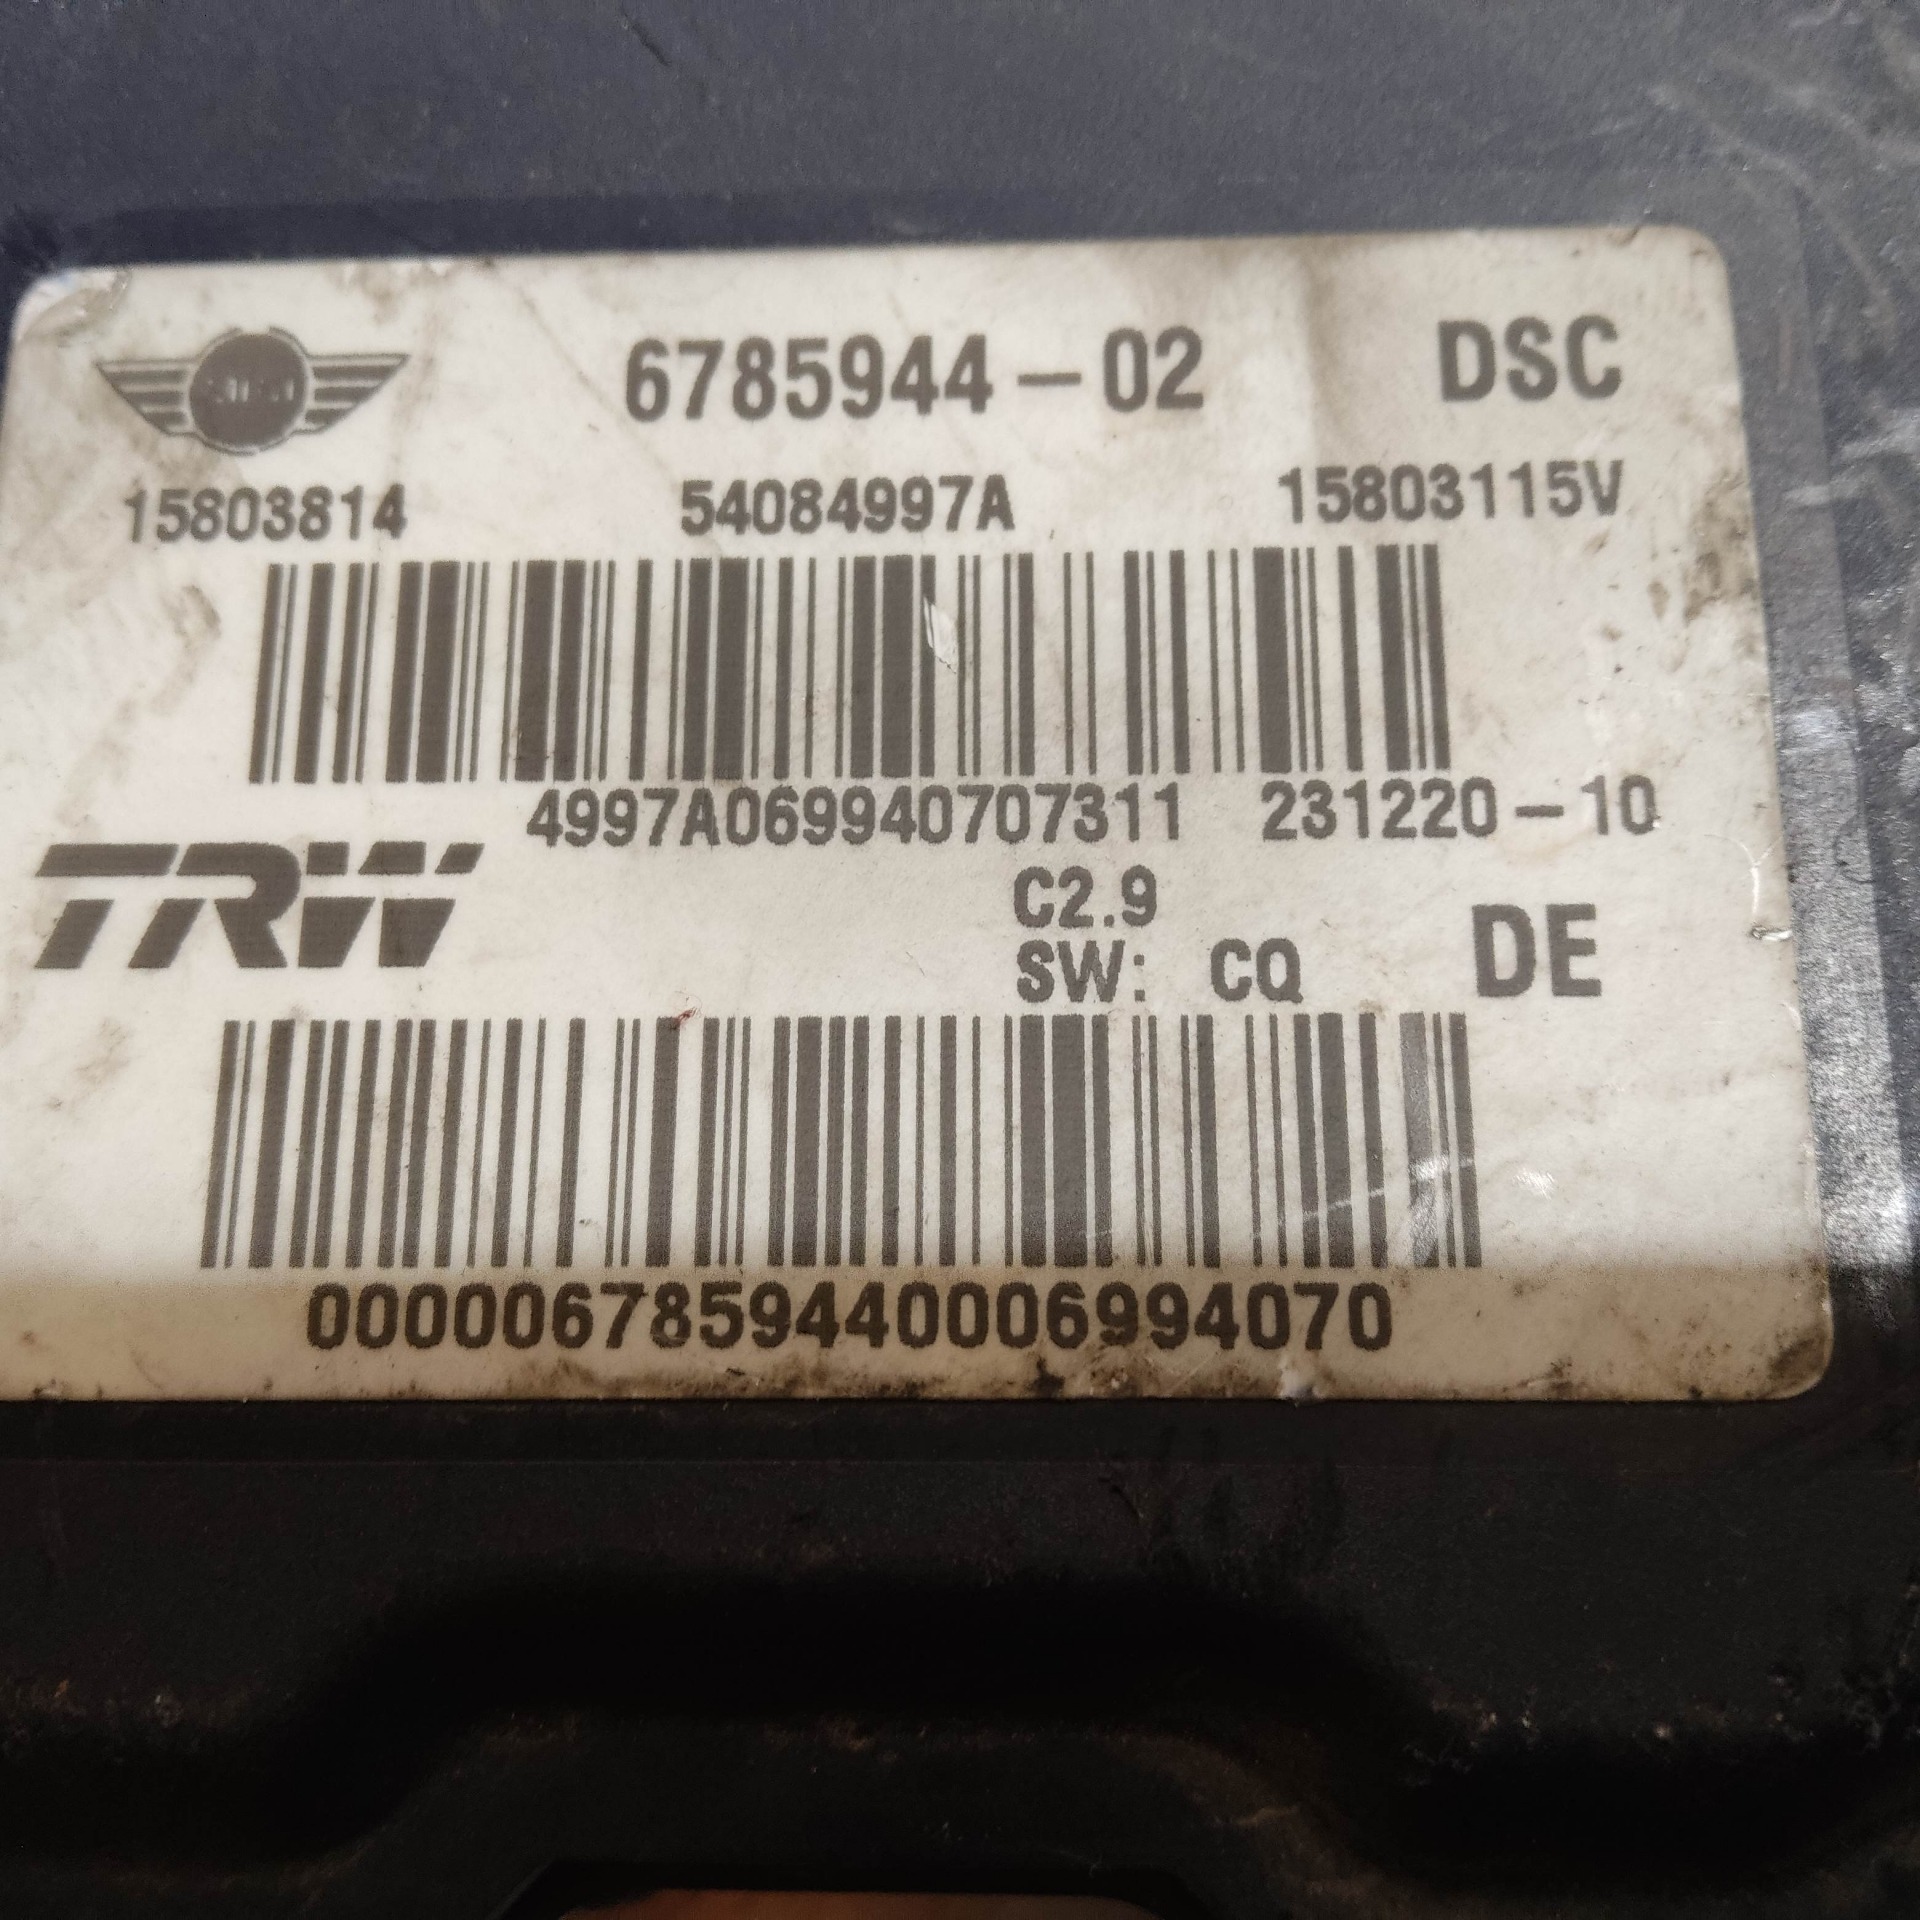 6785944-02 DSC
15803814 54084997A 15803115V
4997A069940707311 231220-10
TRW
C2.9
SW: CQ DE
0000067859440006994070